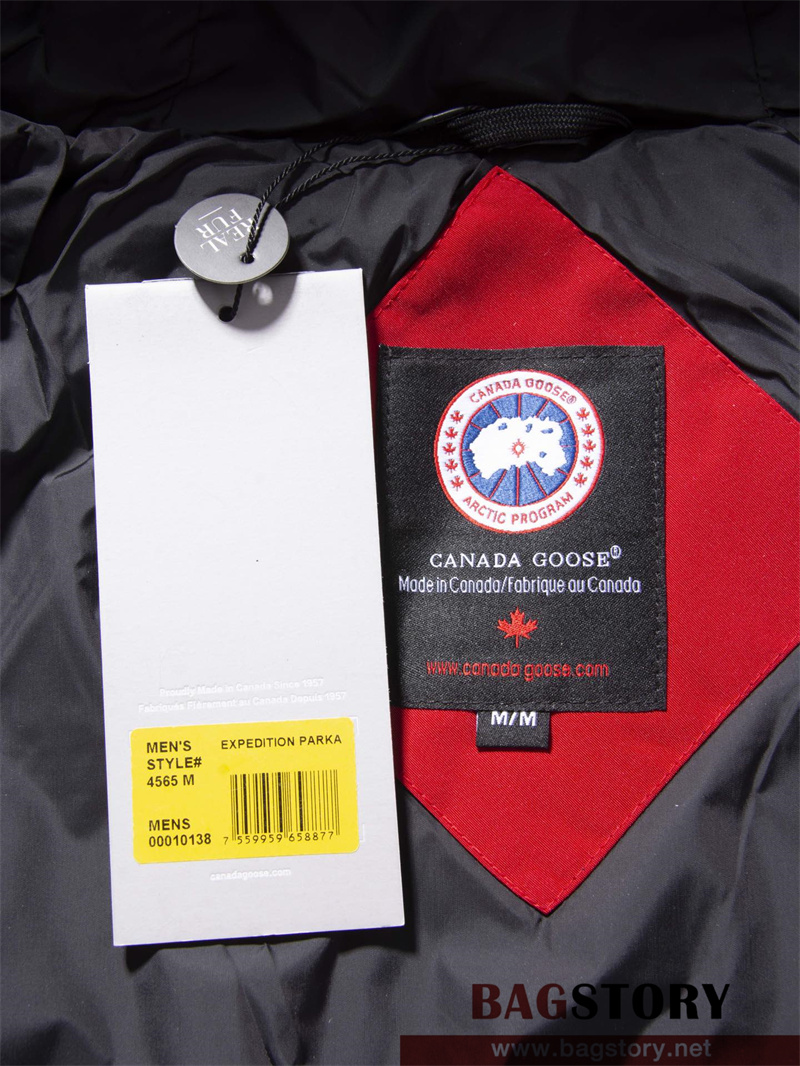 REAL
FUR
CANADA GOOSE®
ARCTIC PROGRAM
CANADA GOOSE®
Made in Canada/Fabrique au Canada
www.canada goose.com
M/M
Proudly Made in Canada Since 1957
Fabriqués Fièrement au Canada Depuis 1957
MEN'S EXPEDITION PARKA
STYLE#
4565 M
MENS
00010138 7 559959 658877
canadagoose.com
BAGSTORY
www.bagstory.net